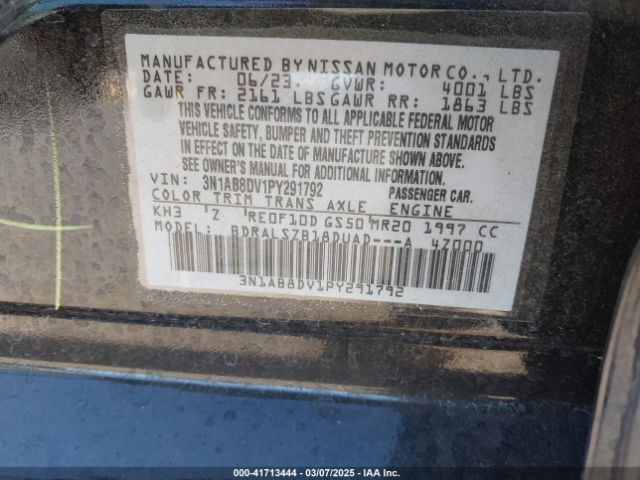 MANUFACTURED BY NISSAN MOTOR CO., LTD.
DATE: 06/23 GVWR: 4001 LBS
GAWR FR: 2161 LBS GAWR RR: 1863 LBS
THIS VEHICLE CONFORMS TO ALL APPLICABLE FEDERAL MOTOR
VEHICLE SAFETY, BUMPER AND THEFT PREVENTION STANDARDS
IN EFFECT ON THE DATE OF MANUFACTURE SHOWN ABOVE.
SEE OWNER'S MANUAL FOR ADDITIONAL INFORMATION.
VIN: 3N1AB8DV1PY291792 PASSENGER CAR.
COLOR TRIM TRANS AXLE ENGINE
KH3 Z RE0F10D GS50 MR20 1997 CC
MODEL: BDRALSZB18DUAD---A 4Z000
3N1AB8DV1PY291792
000-41713444 - 03/07/2025 - IAAI.COM